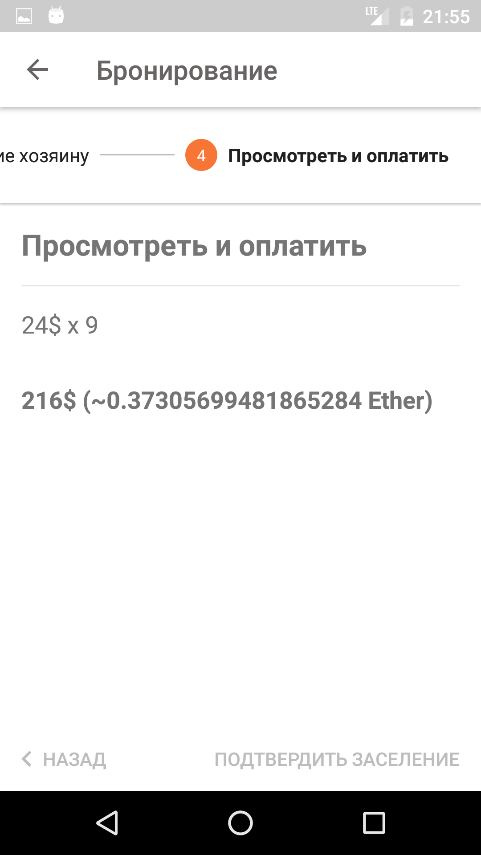 LTE 21:55
Бронирование
ие хозяину 4 Просмотреть и оплатить
Просмотреть и оплатить
24$ x 9
216$ (~0.37305699481865284 Ether)
НАЗАД ПОДТВЕРДИТЬ ЗАСЕЛЕНИЕ